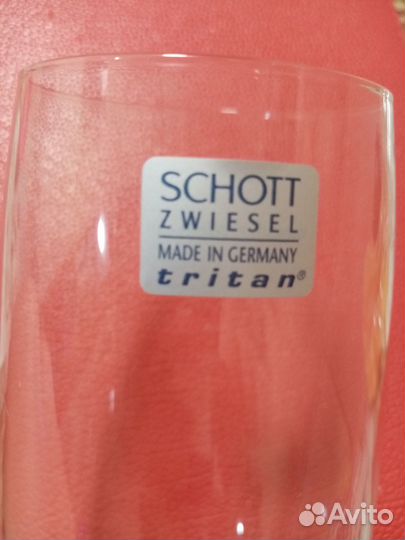 SCHOTT
ZWIESEL
MADE IN GERMANY
tritan®
Avito